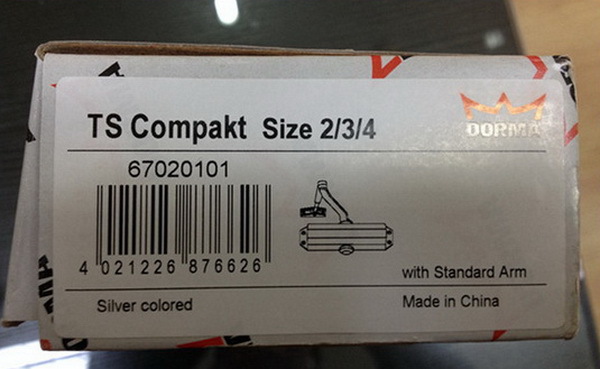 TS Compakt Size 2/3/4
DORMA
67020101
4 021226 876626
with Standard Arm
Silver colored
Made in China